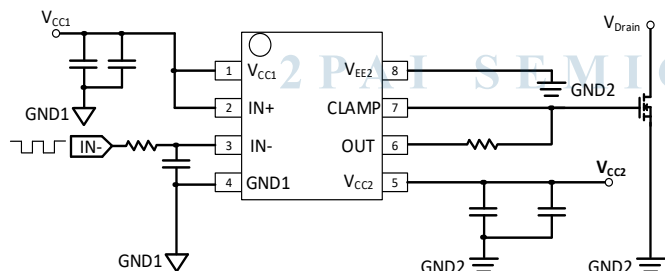 VCC1
VDrain
2PAI SEMI
1 VCC1 VEE2 8
GND2
GND1
2 IN+ CLAMP 7
IN-
3 IN- OUT 6
4 GND1 VCC2 5
VCC2
GND1
GND2
GND2